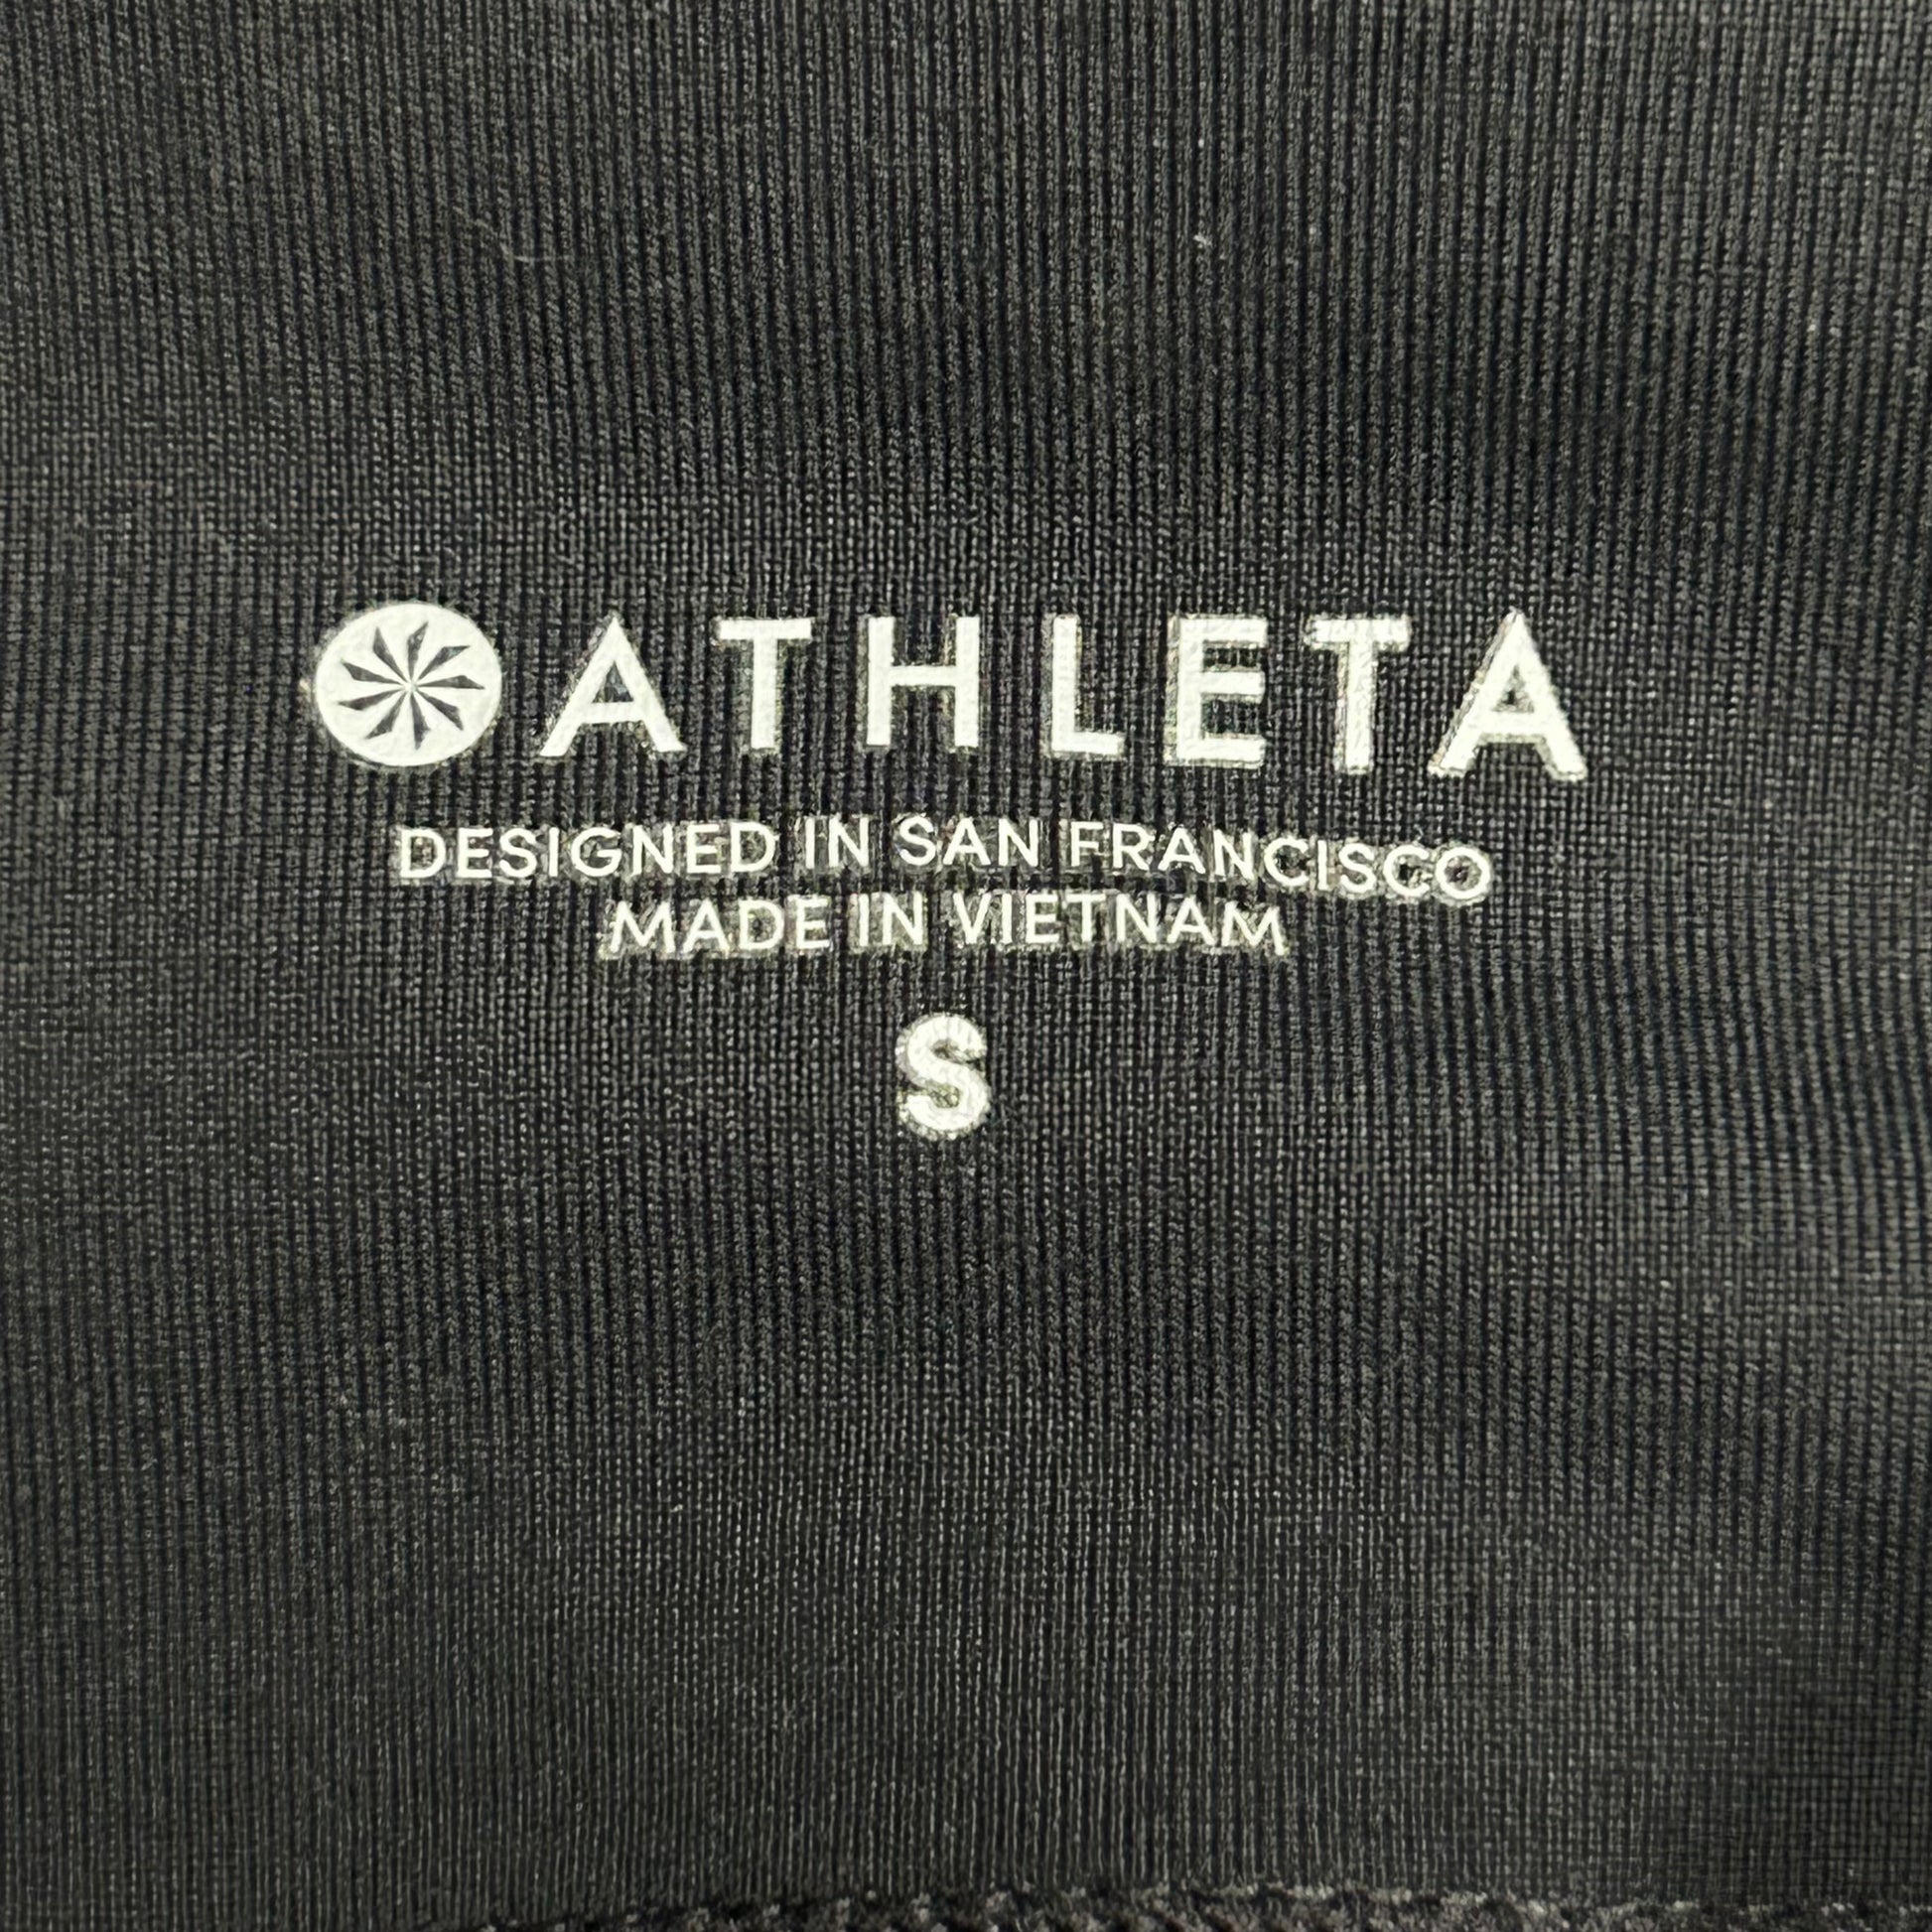 ATHLETA
DESIGNED IN SAN FRANCISCO
MADE IN VIETNAM
S